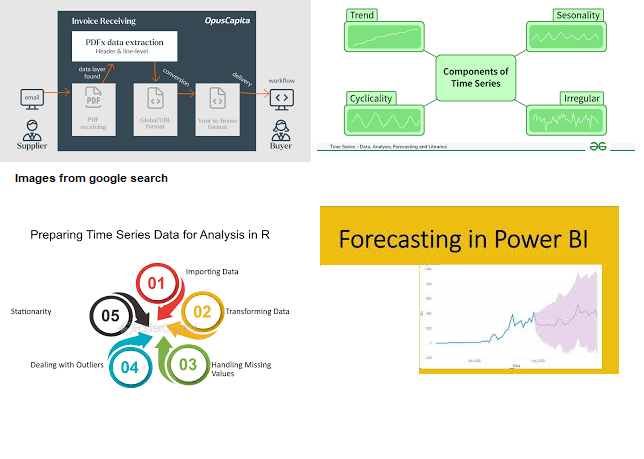 Invoice Receiving
OpusCapita
PDFx data extraction
Header & line-level
data layer
found
conversion
delivery
email
workflow
PDF
PDF
receiving
Global UBL
format
Your in-house
format
Supplier
Buyer
Trend
Sesonality
Components of
Time Series
Cyclicality
Irregular
Time Series - Data, Analysis, Forecasting and Libraries
Images from google search
Preparing Time Series Data for Analysis in R
01
Importing Data
02
Transforming Data
03
Handling Missing
Values
04
Dealing with Outliers
05
Stationarity
Forecasting in Power BI